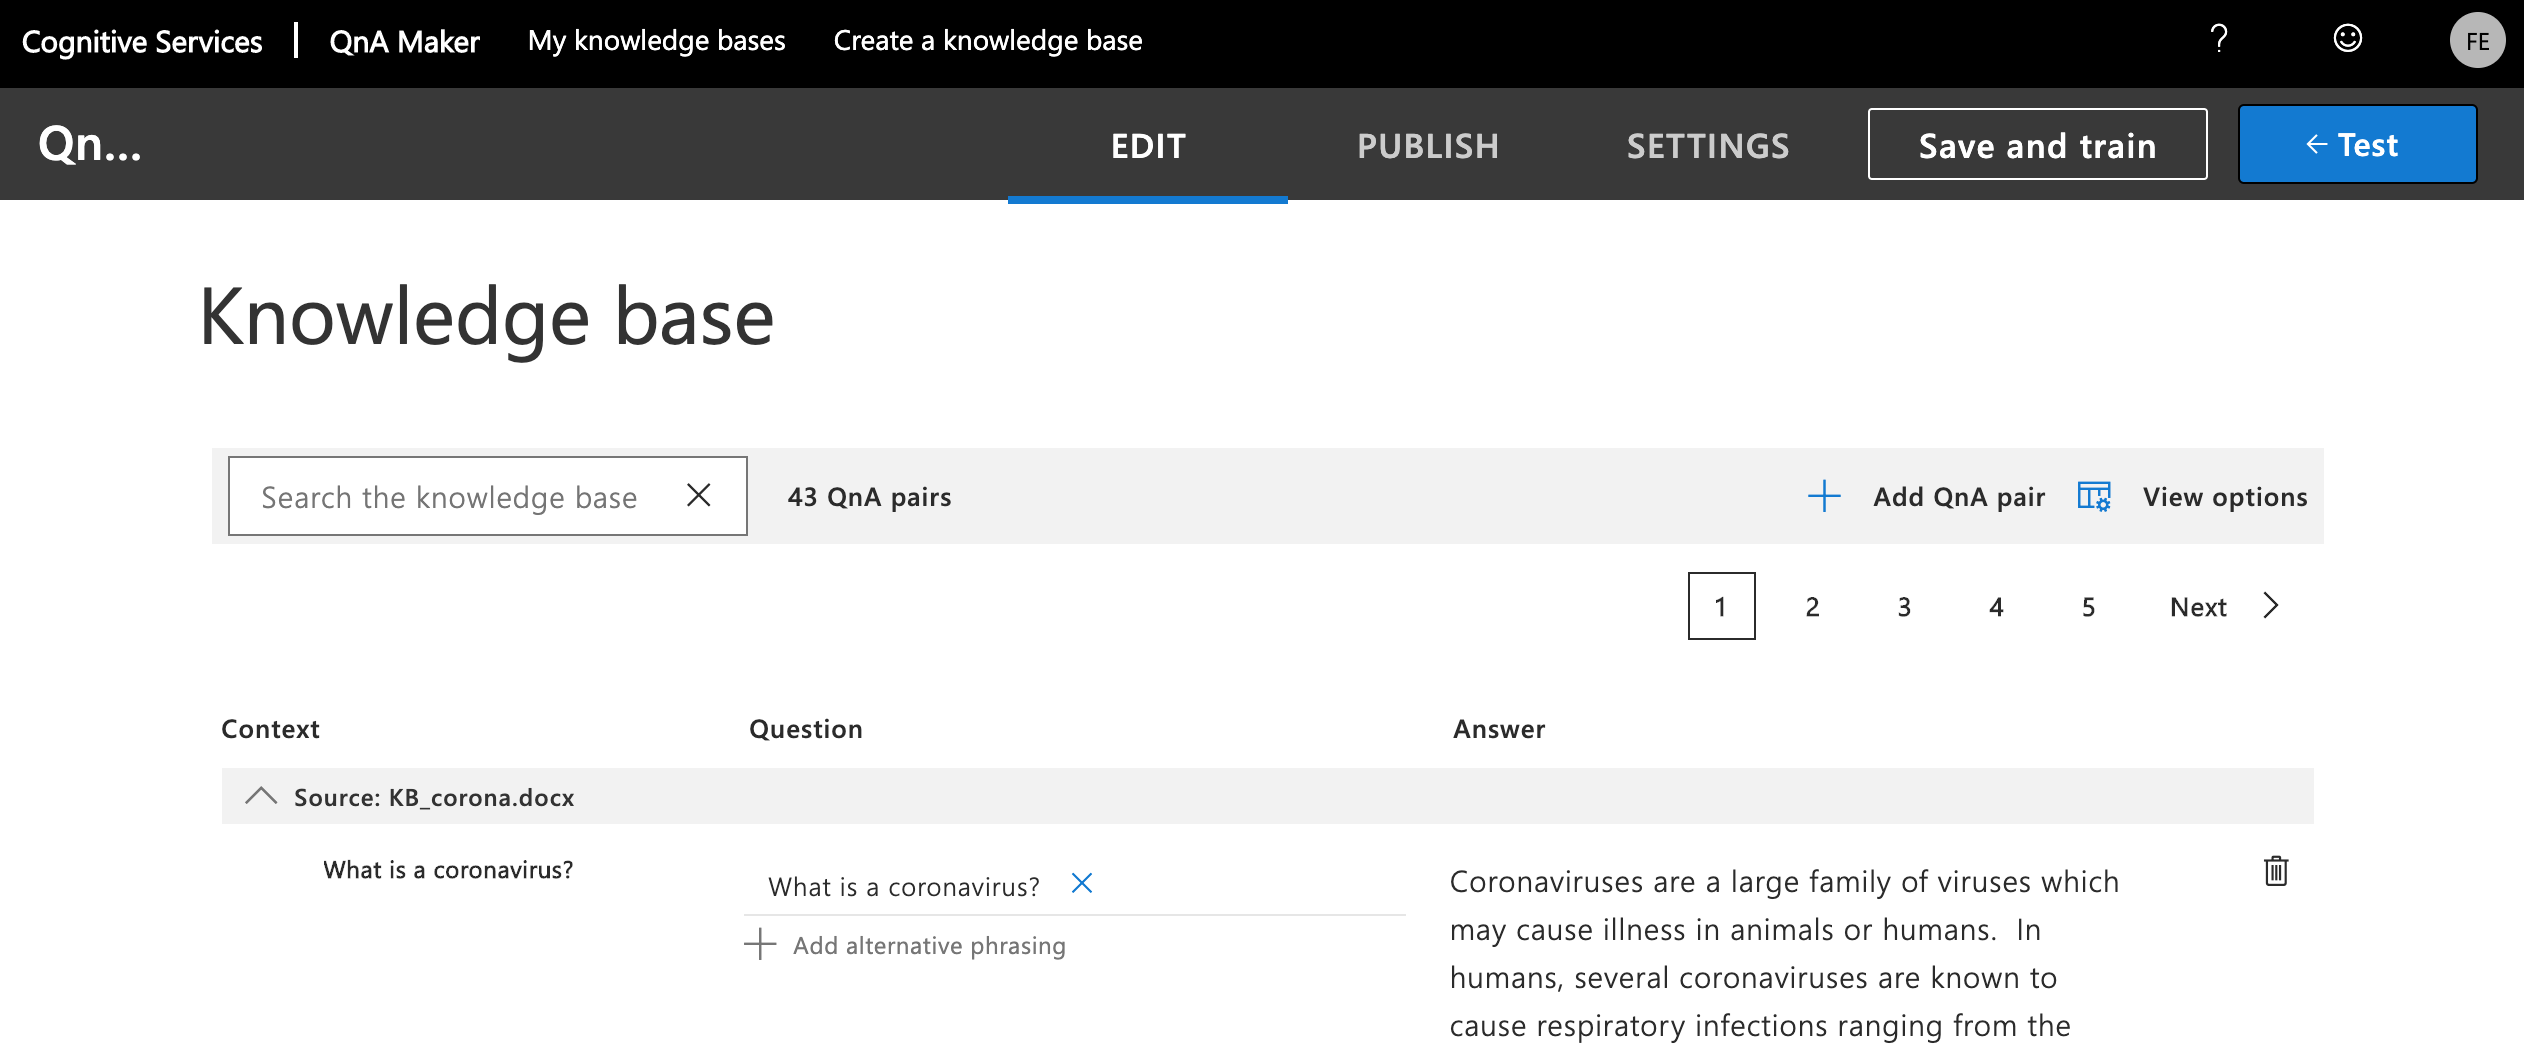 Cognitive Services | QnA Maker My knowledge bases Create a knowledge base ? FE
Qn... EDIT PUBLISH SETTINGS Save and train ← Test
Knowledge base
Search the knowledge base 43 QnA pairs Add QnA pair View options
1 2 3 4 5 Next
Context Question Answer
Source: KB_corona.docx
What is a coronavirus?
What is a coronavirus?
Add alternative phrasing
Coronaviruses are a large family of viruses which
may cause illness in animals or humans.  In
humans, several coronaviruses are known to
cause respiratory infections ranging from the